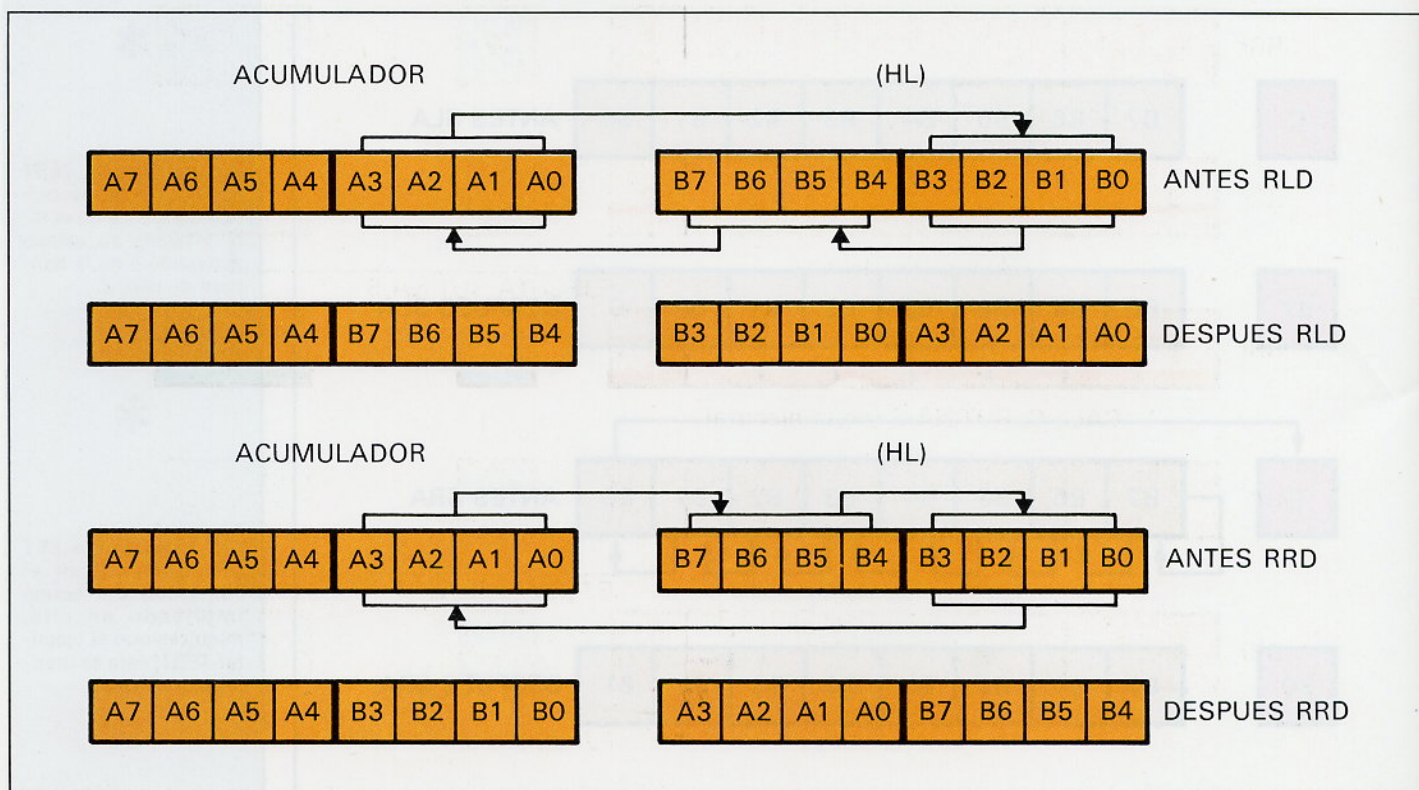 ACUMULADOR (HL)
A7 A6 A5 A4 A3 A2 A1 A0 B7 B6 B5 B4 B3 B2 B1 B0 ANTES RLD
A7 A6 A5 A4 B7 B6 B5 B4 B3 B2 B1 B0 A3 A2 A1 A0 DESPUES RLD
ACUMULADOR (HL)
A7 A6 A5 A4 A3 A2 A1 A0 B7 B6 B5 B4 B3 B2 B1 B0 ANTES RRD
A7 A6 A5 A4 B3 B2 B1 B0 A3 A2 A1 A0 B7 B6 B5 B4 DESPUES RRD